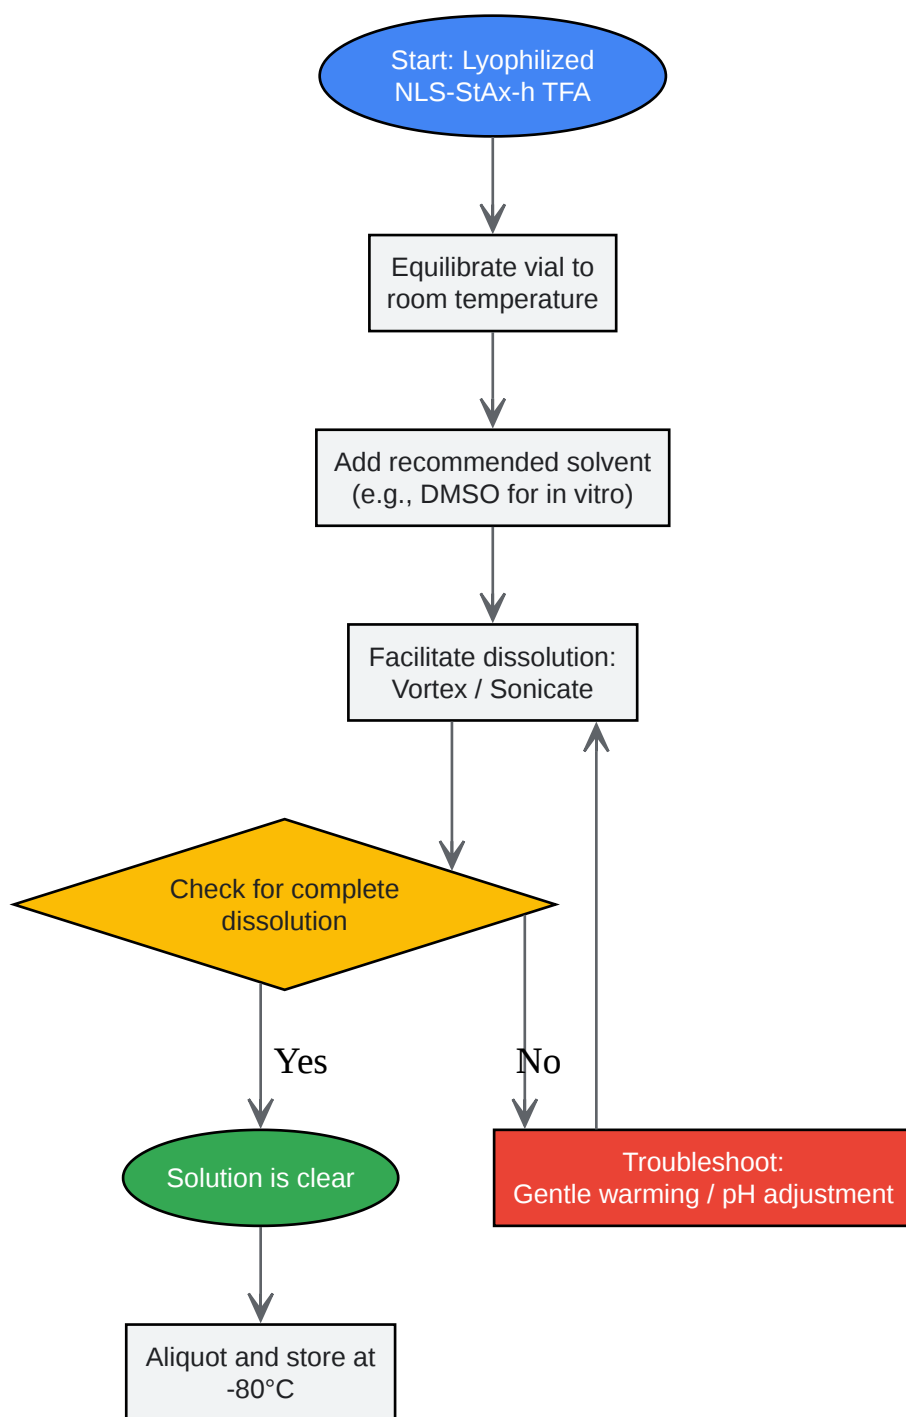 Start: Lyophilized
NLS-StAx-h TFA
Equilibrate vial to
room temperature
Add recommended solvent
(e.g., DMSO for in vitro)
Facilitate dissolution:
Vortex / Sonicate
Check for complete
dissolution
Yes
No
Solution is clear
Troubleshoot:
Gentle warming / pH adjustment
Aliquot and store at
-80°C